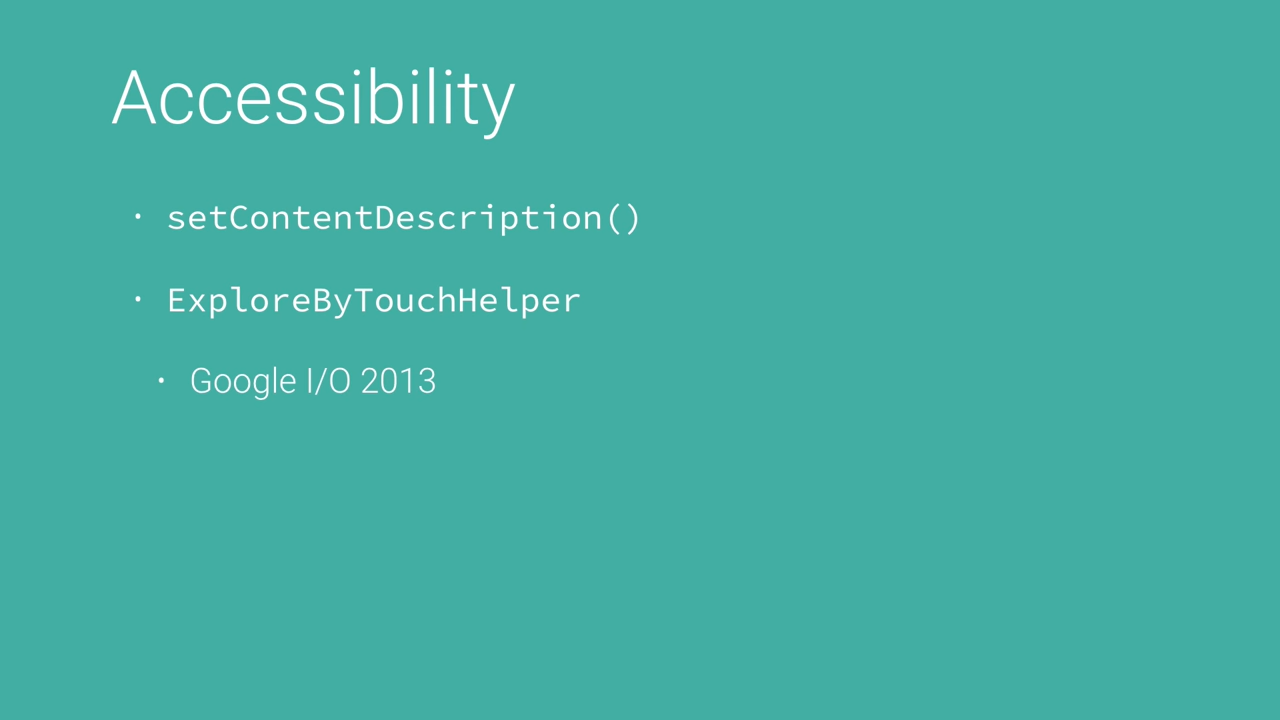 Accessibility
• setContentDescription()
• ExploreByTouchHelper
• Google I/O 2013